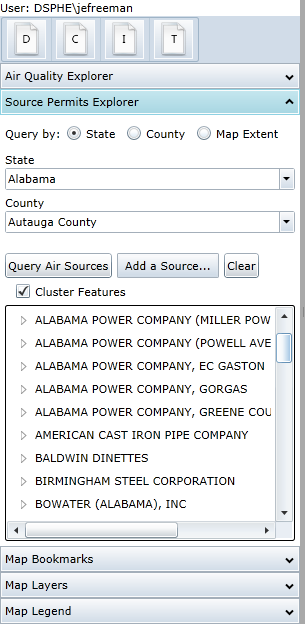 User: DSPHE\jefreeman
D C I T
Air Quality Explorer
Source Permits Explorer
Query by: State County Map Extent
State
Alabama
County
Autauga County
Query Air Sources Add a Source... Clear
Cluster Features
ALABAMA POWER COMPANY (MILLER POW
ALABAMA POWER COMPANY (POWELL AVE
ALABAMA POWER COMPANY, EC GASTON
ALABAMA POWER COMPANY, GORGAS
ALABAMA POWER COMPANY, GREENE COU
AMERICAN CAST IRON PIPE COMPANY
BALDWIN DINETTES
BIRMINGHAM STEEL CORPORATION
BOWATER (ALABAMA), INC
Map Bookmarks
Map Layers
Map Legend